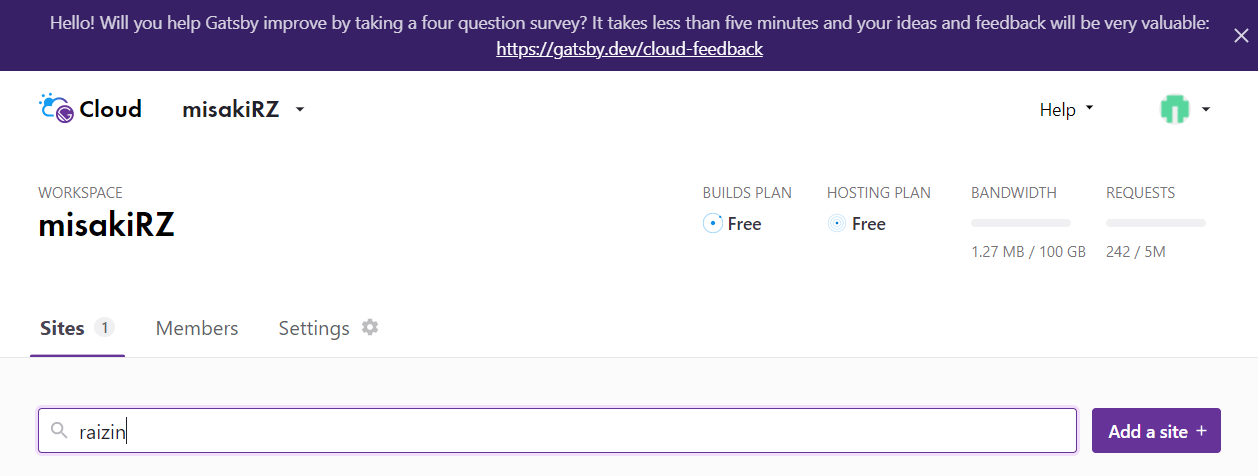 Hello! Will you help Gatsby improve by taking a four question survey? It takes less than five minutes and your ideas and feedback will be very valuable:
https://gatsby.dev/cloud-feedback
Cloud misakiRZ Help
WORKSPACE
misakiRZ
BUILDS PLAN HOSTING PLAN BANDWIDTH REQUESTS
Free Free
1.27 MB / 100 GB 242 / 5M
Sites 1 Members Settings
raizin
Add a site +